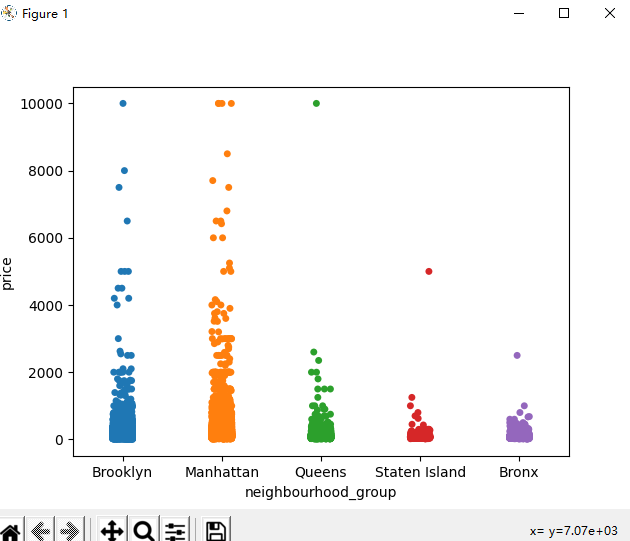 Figure 1
10000
8000
6000
4000
2000
0
price
Brooklyn Manhattan Queens Staten Island Bronx
neighbourhood_group
x= y=7.07e+03